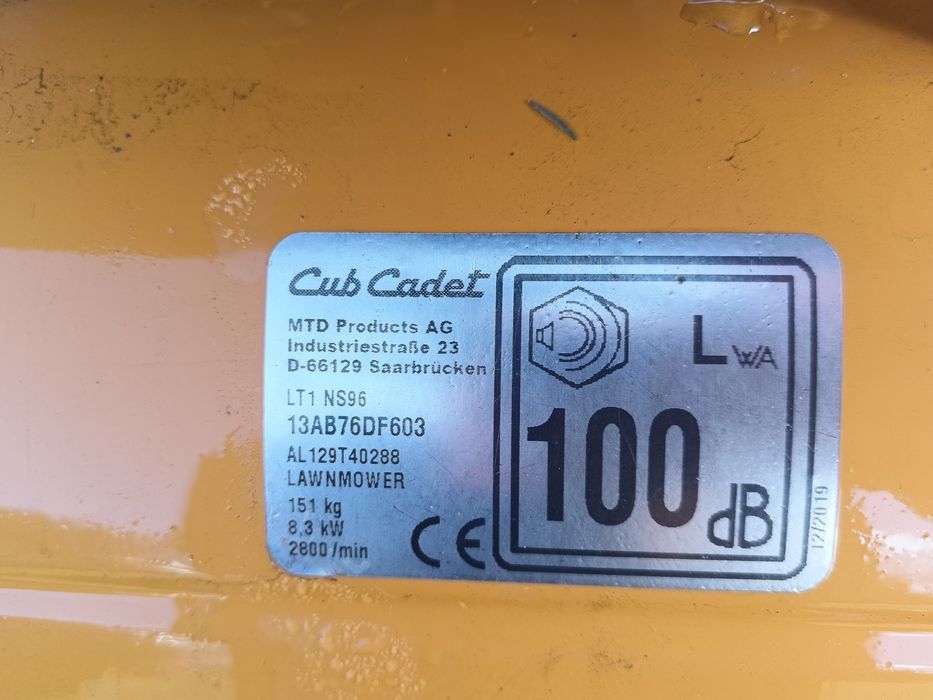 Cub Cadet
MTD Products AG
Industriestraße 23
D-66129 Saarbrücken
LT1 NS96
13AB76DF603
AL129T40288
LAWNMOWER
151 kg
8,3 kW
2800/min
CE
LWA
100
dB
12/2019